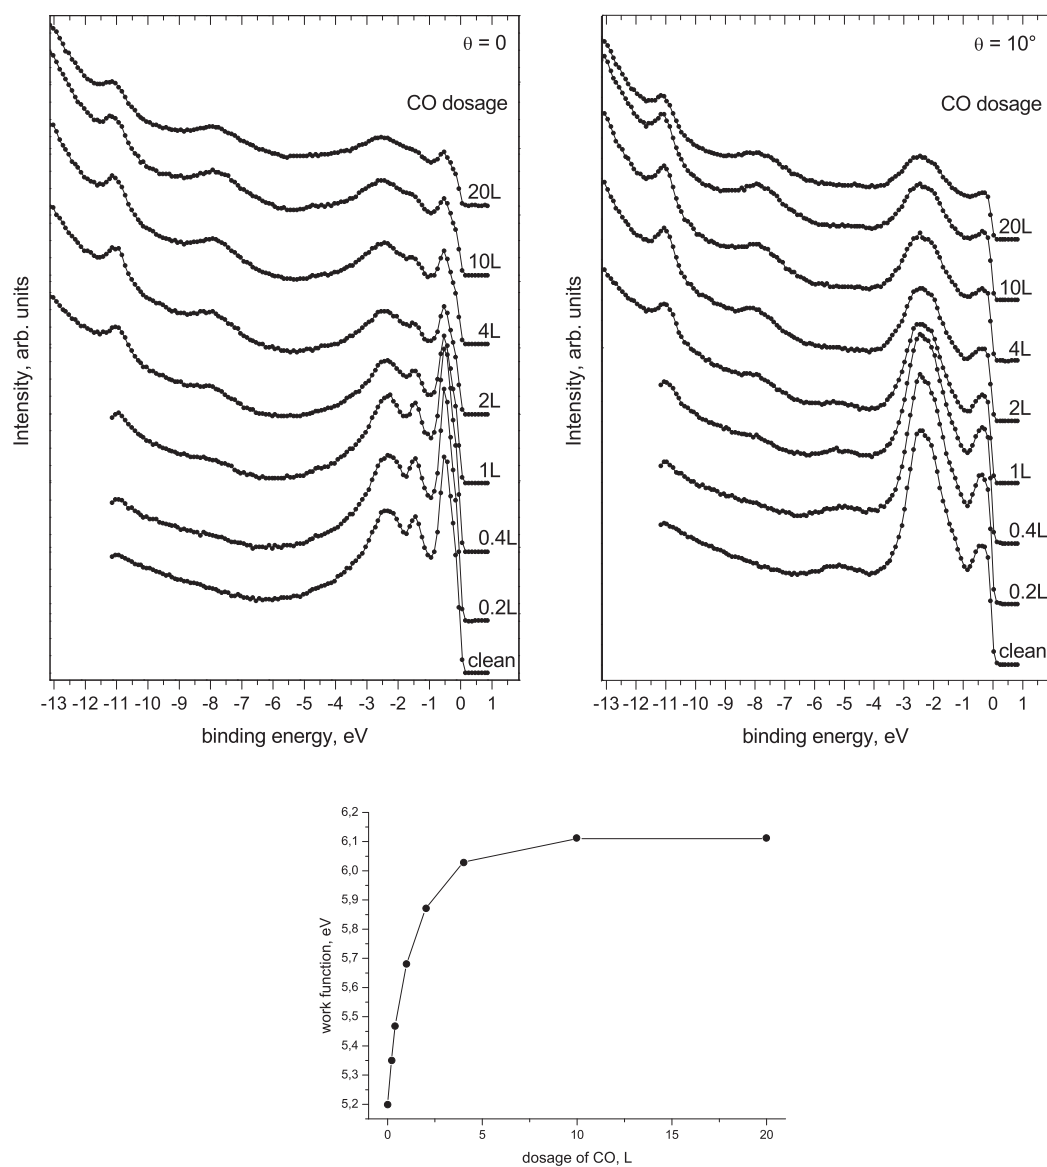 θ = 0
CO dosage
20L
10L
4L
2L
1L
0.4L
0.2L
clean
Intensity, arb. units
-13 -12 -11 -10 -9 -8 -7 -6 -5 -4 -3 -2 -1 0 1
binding energy, eV
θ = 10°
CO dosage
20L
10L
4L
2L
1L
0.4L
0.2L
clean
Intensity, arb. units
-13 -12 -11 -10 -9 -8 -7 -6 -5 -4 -3 -2 -1 0 1
binding energy, eV
6,2
6,1
6,0
5,9
5,8
5,7
5,6
5,5
5,4
5,3
5,2
work function, eV
0 5 10 15 20
dosage of CO, L